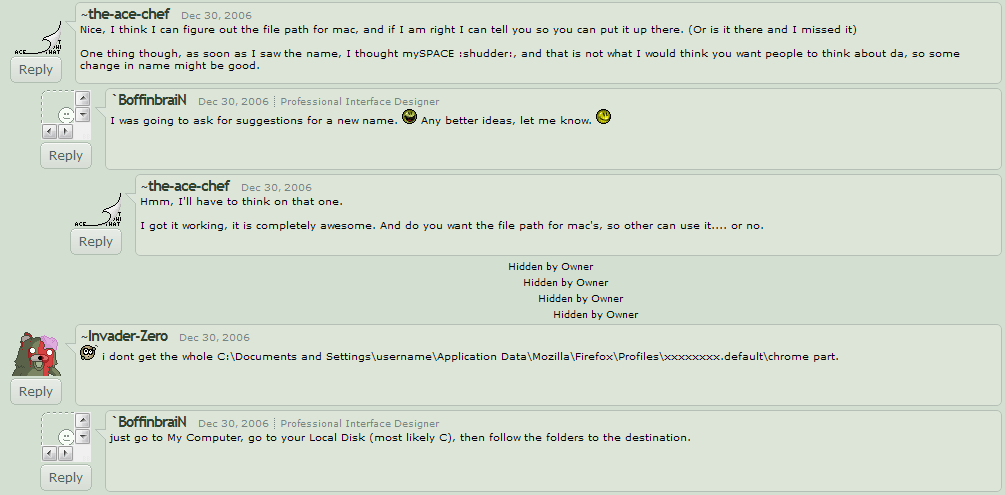 ~the-ace-chef Dec 30, 2006
Nice, I think I can figure out the file path for mac, and if I am right I can tell you so you can put it up there. (Or is it there and I missed it)
One thing though, as soon as I saw the name, I thought mySPACE :shudder:, and that is not what I would think you want people to think about da, so some
change in name might be good.
Reply
`BoffinbraiN Dec 30, 2006 Professional Interface Designer
I was going to ask for suggestions for a new name. Any better ideas, let me know.
Reply
~the-ace-chef Dec 30, 2006
Hmm, I'll have to think on that one.
I got it working, it is completely awesome. And do you want the file path for mac's, so other can use it.... or no.
Reply
Hidden by Owner
Hidden by Owner
Hidden by Owner
Hidden by Owner
~Invader-Zero Dec 30, 2006
i dont get the whole C:\Documents and Settings\username\Application Data\Mozilla\Firefox\Profiles\xxxxxxxx.default\chrome part.
Reply
`BoffinbraiN Dec 30, 2006 Professional Interface Designer
just go to My Computer, go to your Local Disk (most likely C), then follow the folders to the destination.
Reply